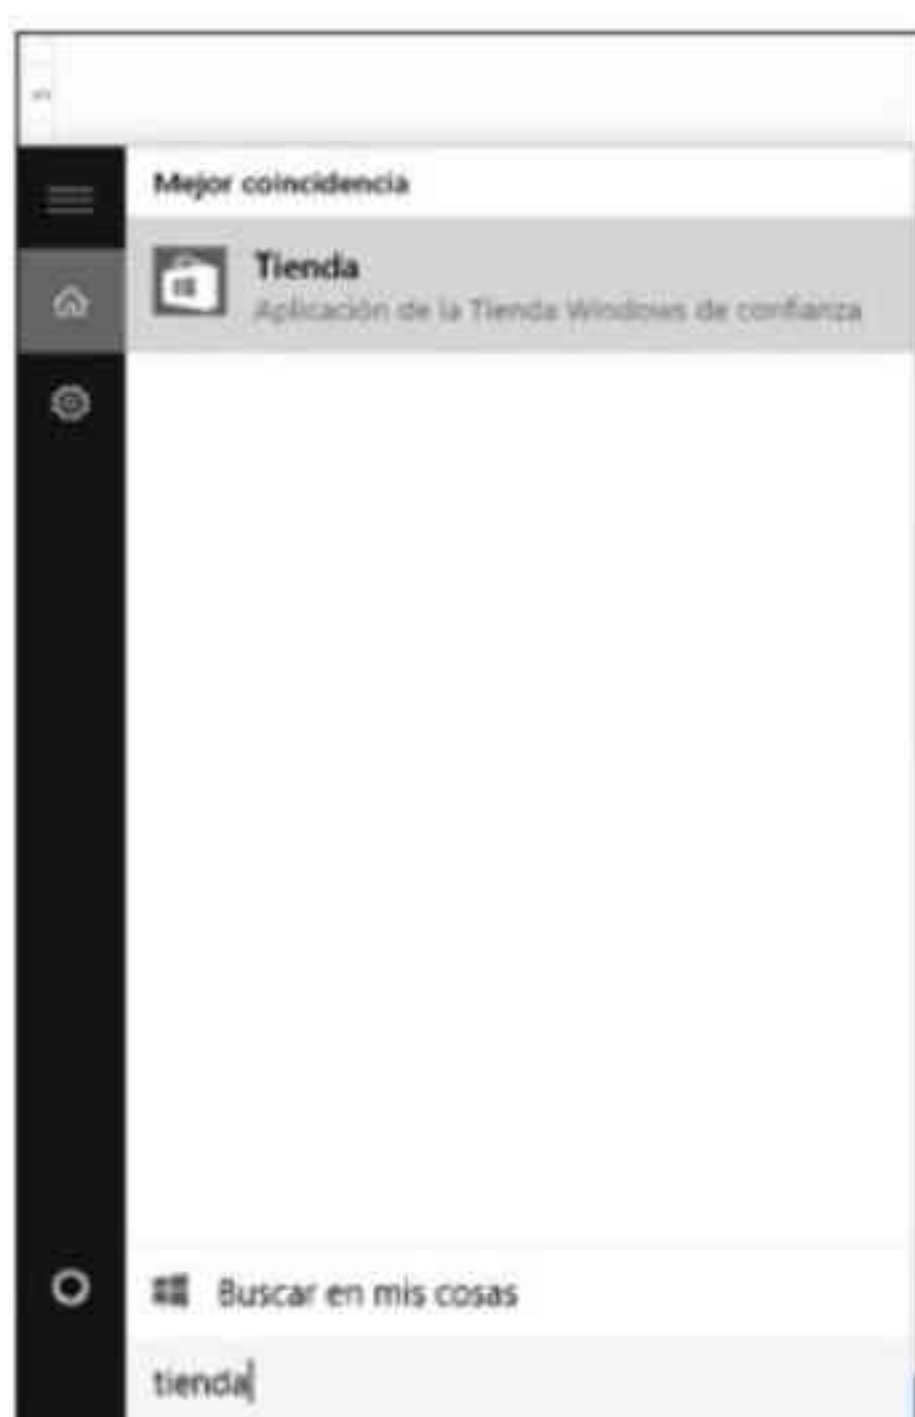 Mejor coincidencia
Tienda
Aplicación de la Tienda Windows de confianza
Buscar en mis cosas
tienda